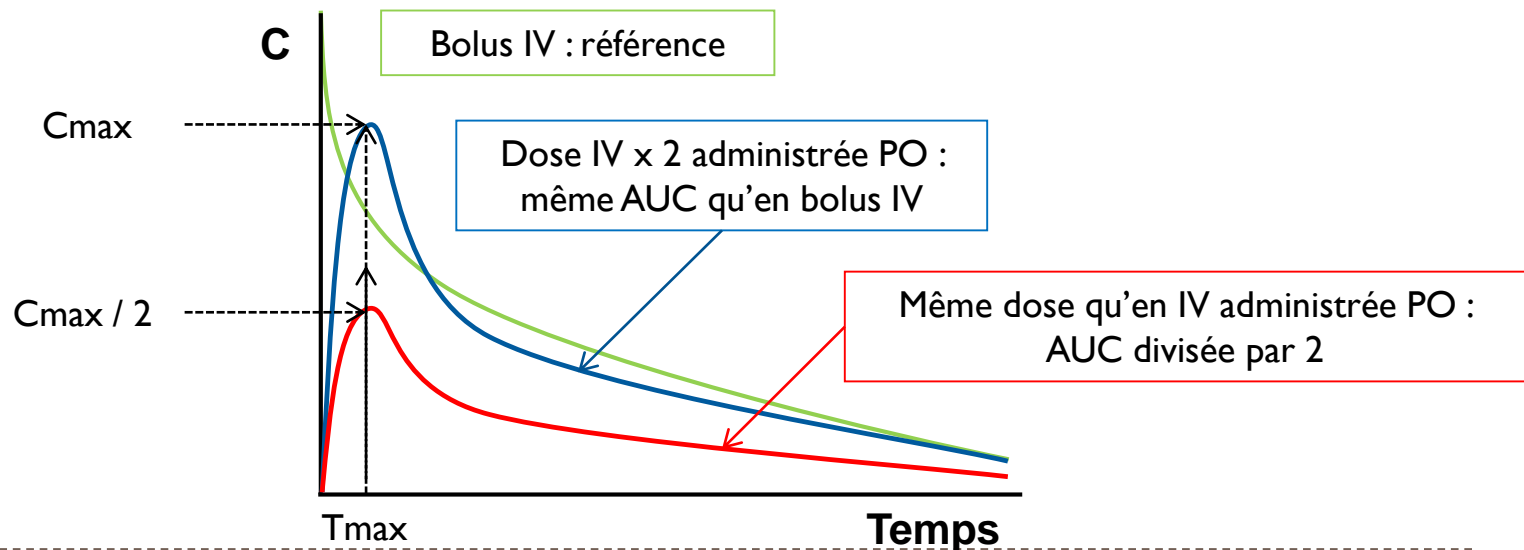 C
Bolus IV : référence
Cmax
Dose IV x 2 administrée PO :
même AUC qu’en bolus IV
Cmax / 2
Même dose qu’en IV administrée PO :
AUC divisée par 2
Tmax
Temps